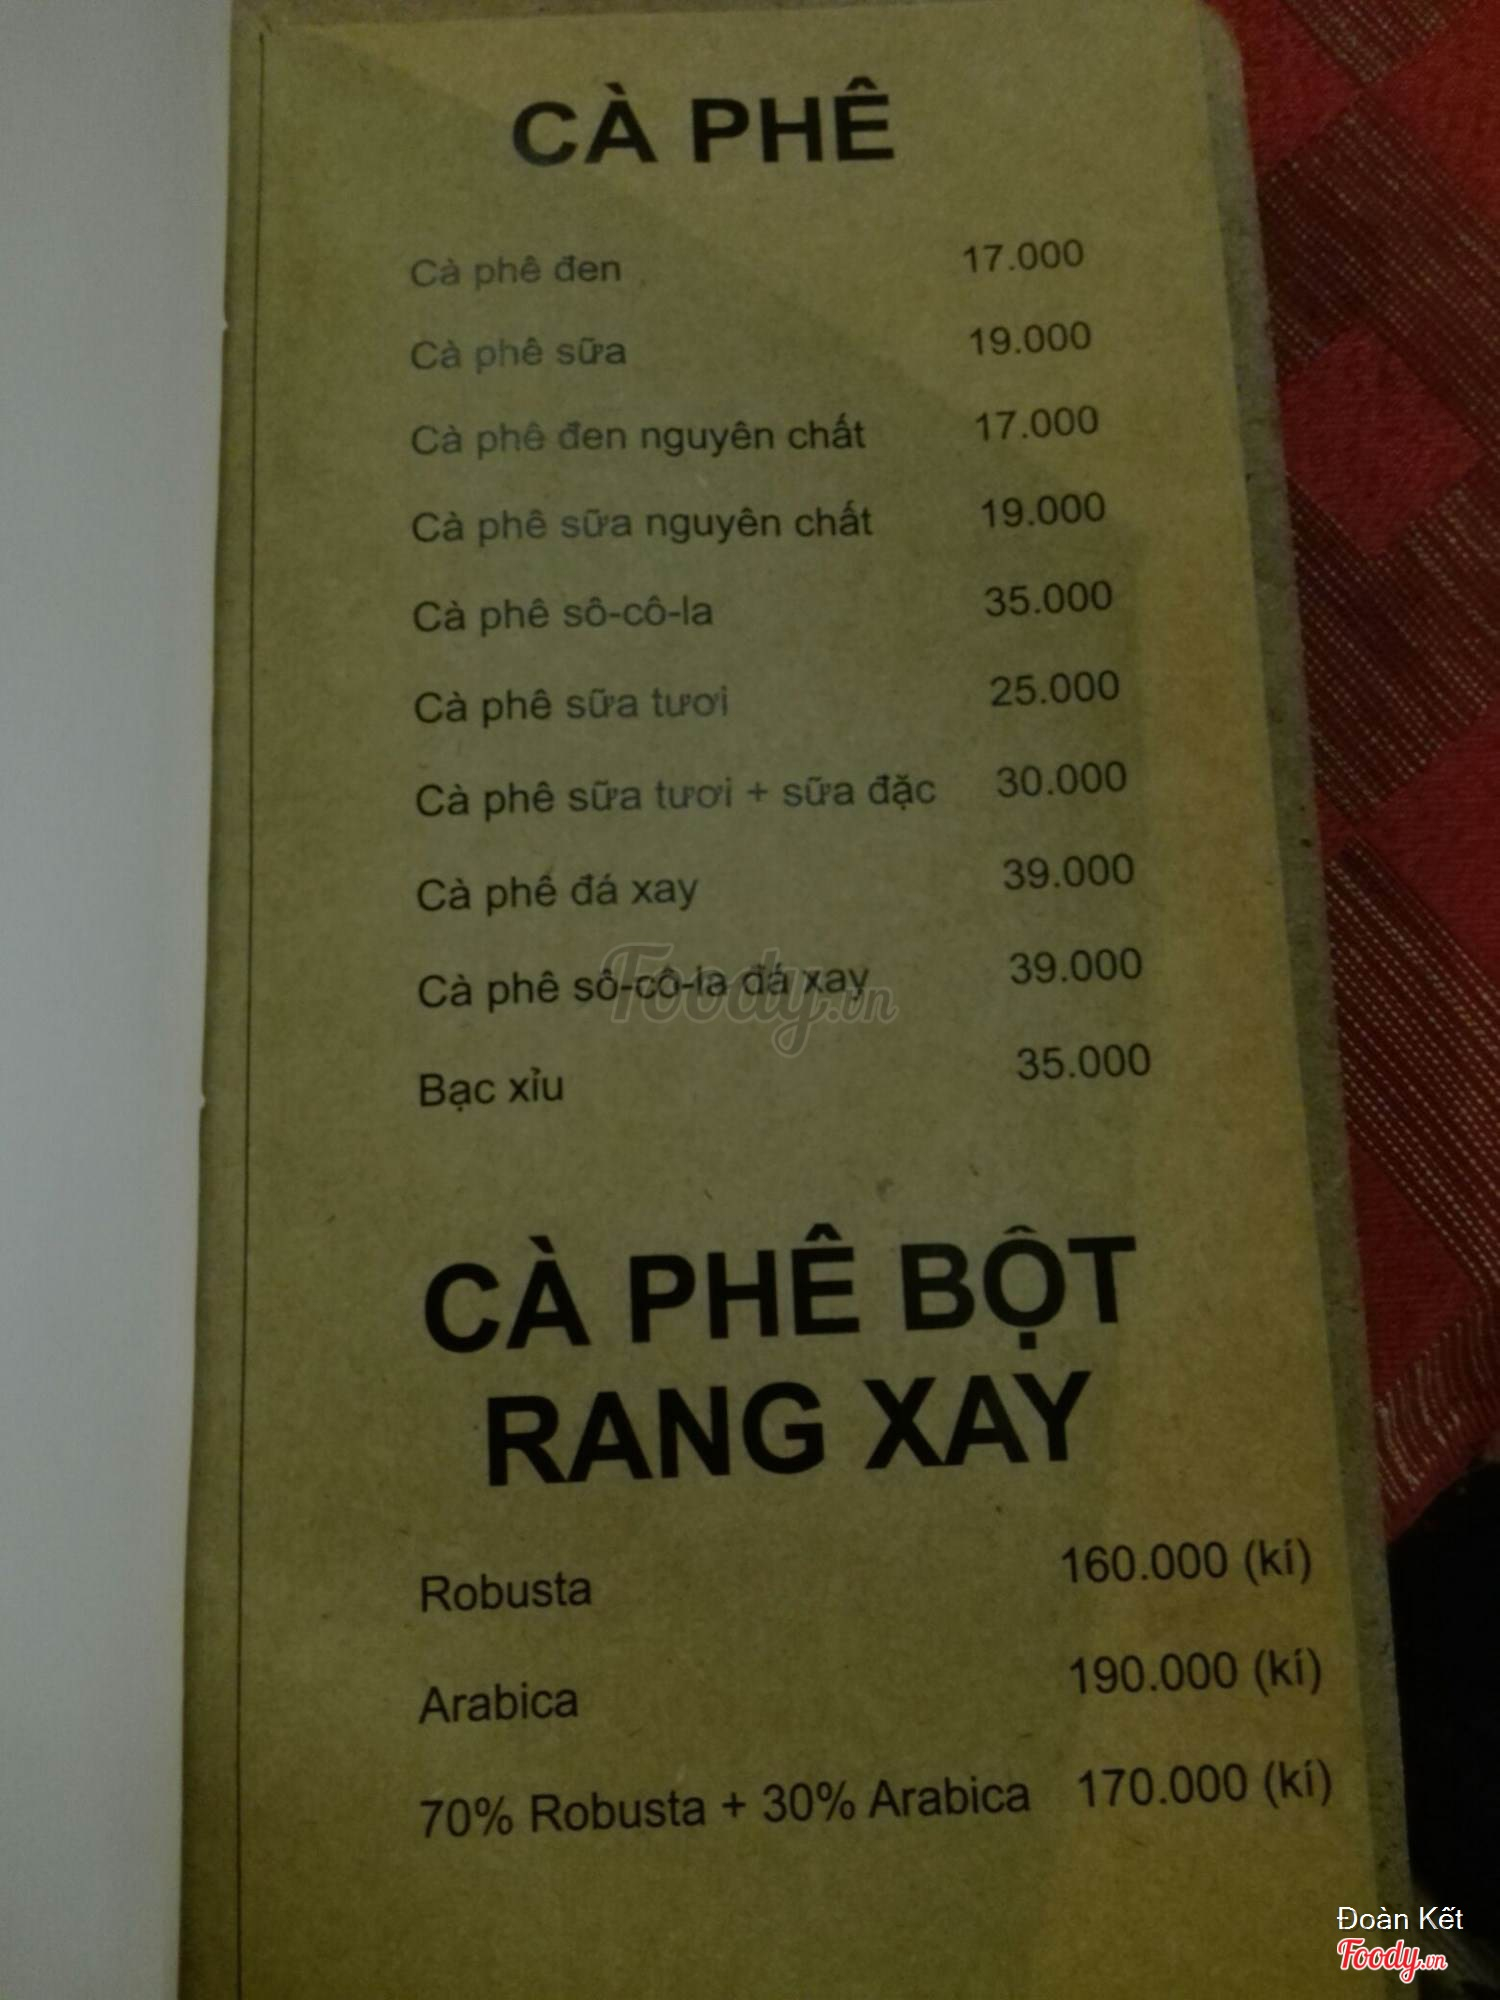 CÀ PHÊ
Cà phê đen 17.000
Cà phê sữa 19.000
Cà phê đen nguyên chất 17.000
Cà phê sữa nguyên chất 19.000
Cà phê sô-cô-la 35.000
Cà phê sữa tươi 25.000
Cà phê sữa tươi + sữa đặc 30.000
Cà phê đá xay 39.000
Cà phê sô-cô-la đá xay 39.000
Foody.vn
Bạc xỉu 35.000
CÀ PHÊ BỘT
RANG XAY
Robusta 160.000 (kí)
Arabica 190.000 (kí)
70% Robusta + 30% Arabica 170.000 (kí)
Đoàn Kết
Foody.vn